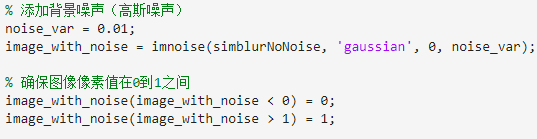 % 添加背景噪声（高斯噪声）
noise_var = 0.01;
image_with_noise = imnoise(simblurNoNoise, 'gaussian', 0, noise_var);
% 确保图像像素值在0到1之间
image_with_noise(image_with_noise < 0) = 0;
image_with_noise(image_with_noise > 1) = 1;